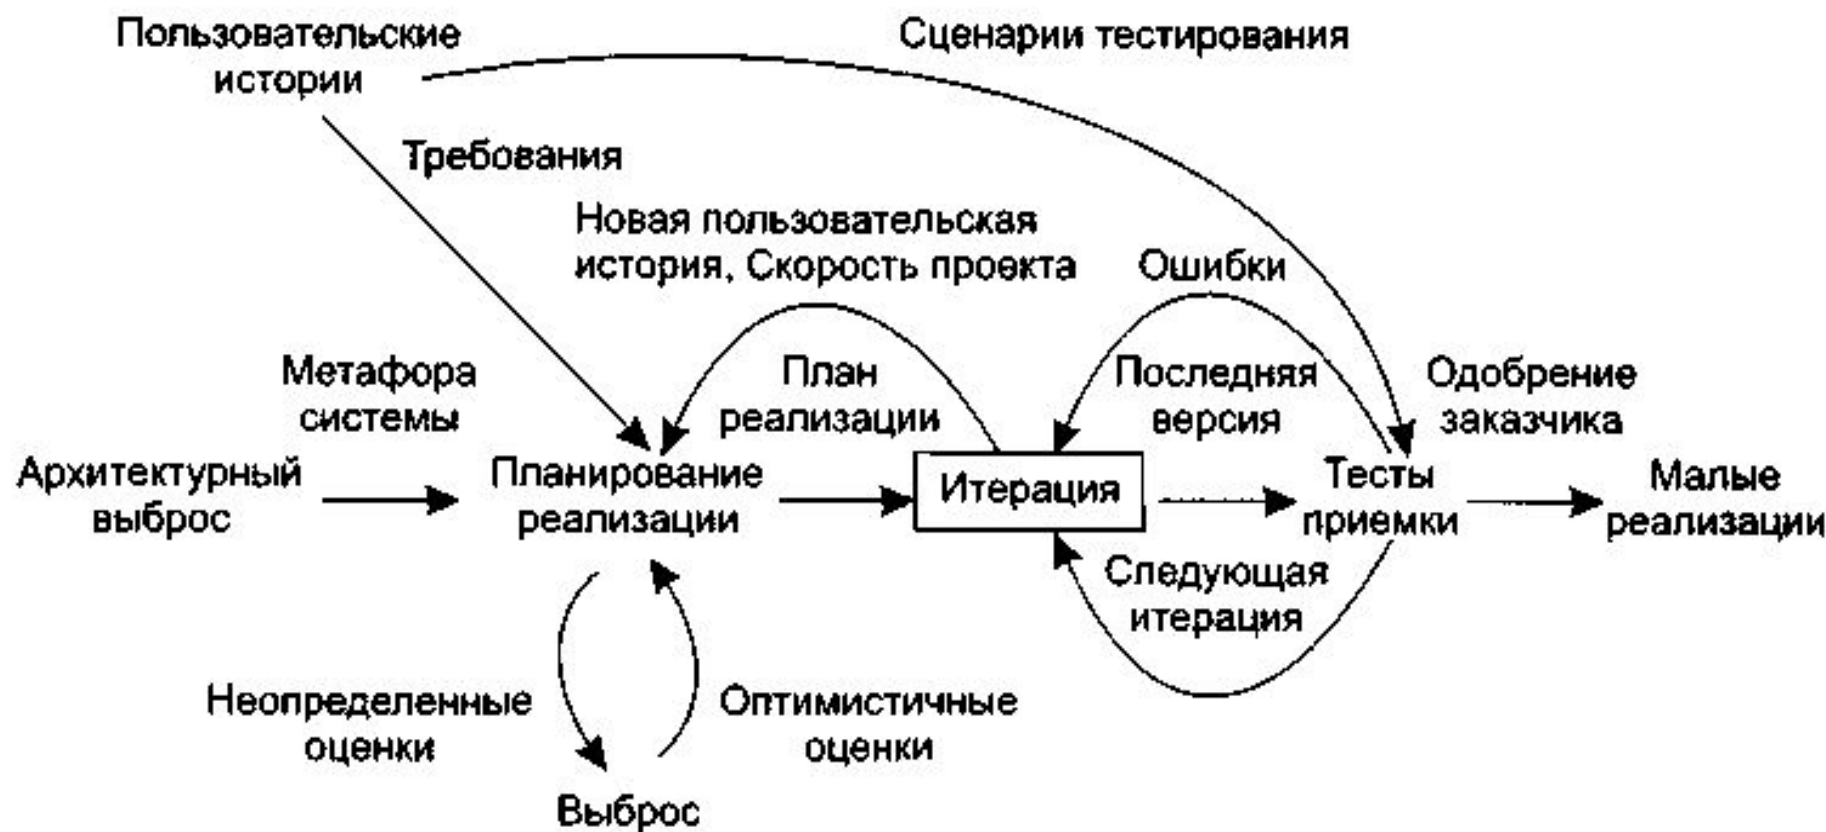 Пользовательские
истории
Сценарии тестирования
Требования
Новая пользовательская
история, Скорость проекта
Ошибки
Метафора
системы
План
реализации
Последняя
версия
Одобрение
заказчика
Архитектурный
выброс
Планирование
реализации
Итерация
Тесты
приемки
Малые
реализации
Следующая
итерация
Неопределенные
оценки
Оптимистичные
оценки
Выброс